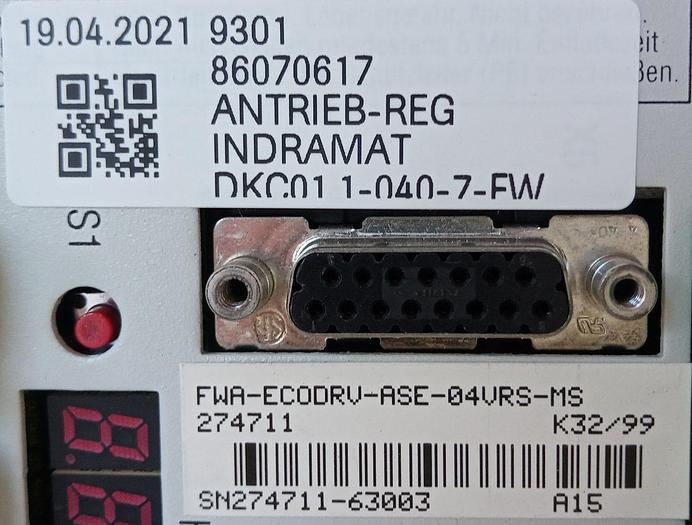 19.04.2021 9301
86070617
ANTRIEB-REG
INDRAMAT
DKC01.1-040-7-FW
S1
FWA-ECODRV-ASE-04VRS-MS
274711 K32/99
SN274711-63003 A15